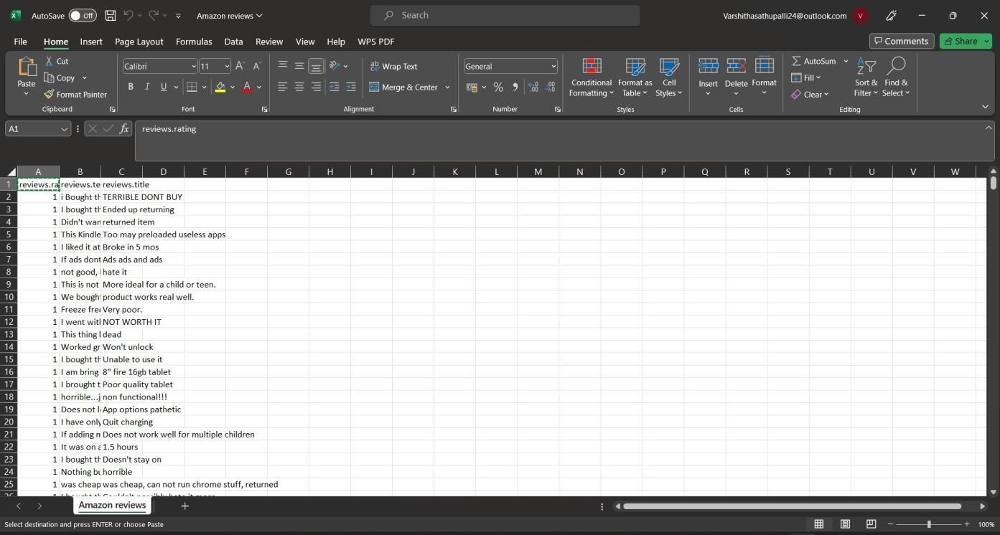 AutoSave Off Amazon reviews Search Varshithasathupalli24@outlook.com V
File Home Insert Page Layout Formulas Data Review View Help WPS PDF Comments Share
Paste Cut Copy Format Painter Clipboard
Calibri 11 A A B I U A Font
ab Wrap Text Merge & Center Alignment
General % 9 Number
Conditional Formatting Format as Table Cell Styles Styles
Insert Delete Format Cells
AutoSum Fill Clear Sort & Filter Find & Select Editing
A1 fx reviews.rating
A B C D E F G H I J K L M N O P Q R S T U V W
1 reviews.ra reviews.te reviews.title
2 1 i Bought th TERRIBLE DONT BUY
3 1 I bought th Ended up returning
4 1 Didn't wan returned item
5 1 This Kindle Too may preloaded useless apps
6 1 I liked it at Broke in 5 mos
7 1 If ads dont Ads ads and ads
8 1 not good, hate it
9 1 This is not More ideal for a child or teen.
10 1 We bough product works real well.
11 1 Freeze fre Very poor.
12 1 I went wit NOT WORTH IT
13 1 This thing dead
14 1 Worked gr Won't unlock
15 1 I bought th Unable to use it
16 1 I am bring 8" fire 16gb tablet
17 1 I brought t Poor quality tablet
18 1 horrible...j non functional!!!
19 1 Does not l App options pathetic
20 1 I have only Quit charging
21 1 If adding m Does not work well for multiple children
22 1 It was on a 1.5 hours
23 1 I bought th Doesn't stay on
24 1 Nothing bu horrible
25 1 was cheap was cheap, can not run chrome stuff, returned
Amazon reviews
Select destination and press ENTER or choose Paste 100%